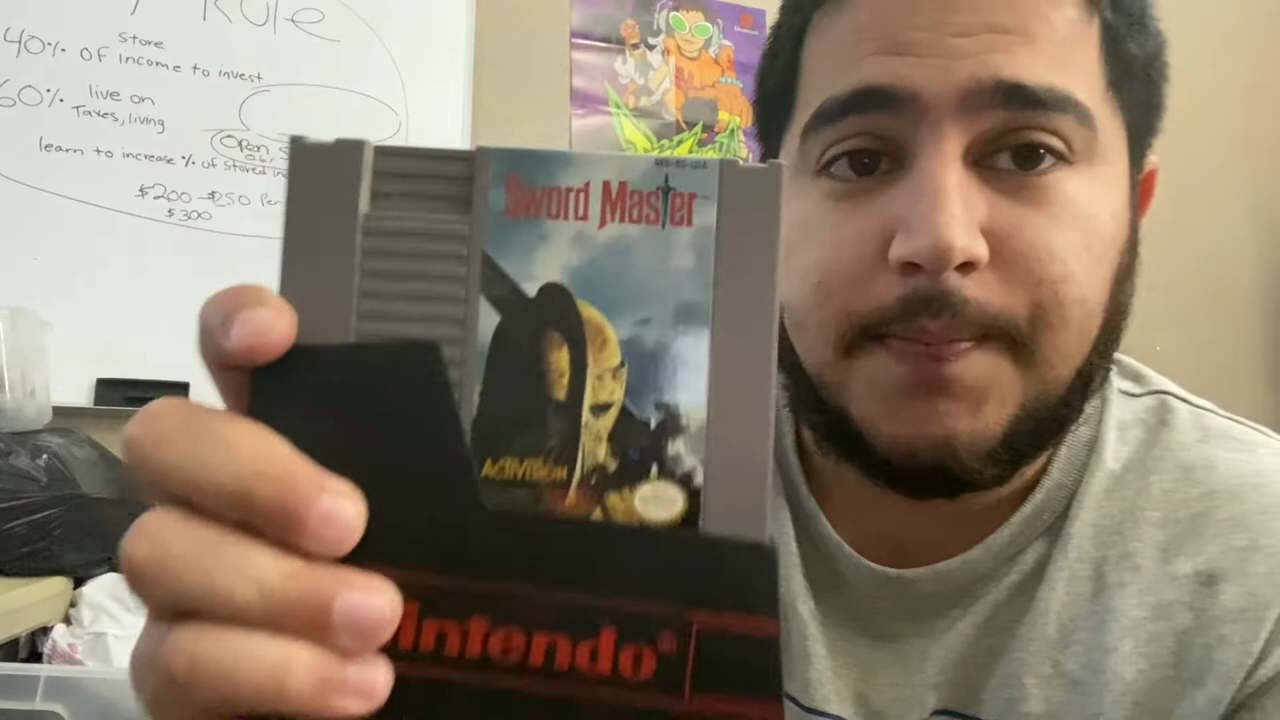 Rule
40% Store
OF income to invest
60% live on
Taxes, living
Open
learn to increase % of stored
$200 - $250 Per
$300
Sword Master
ACTIVISION
Nintendo®